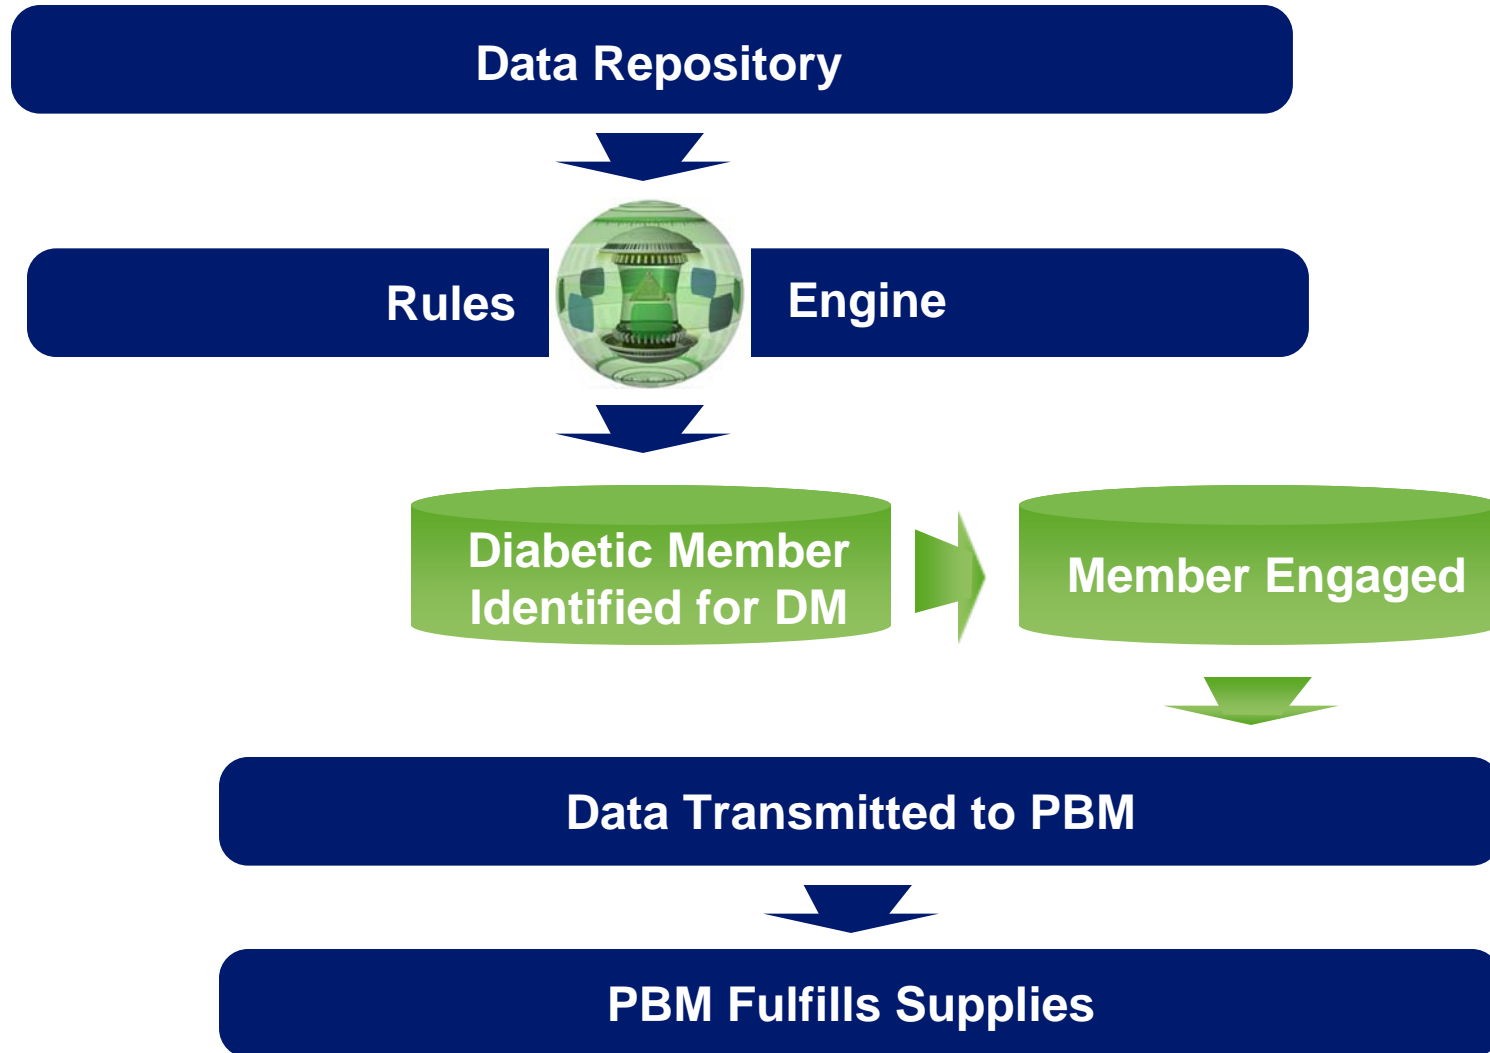 Data Repository
Rules Engine
Diabetic Member
Identified for DM
Member Engaged
Data Transmitted to PBM
PBM Fulfills Supplies